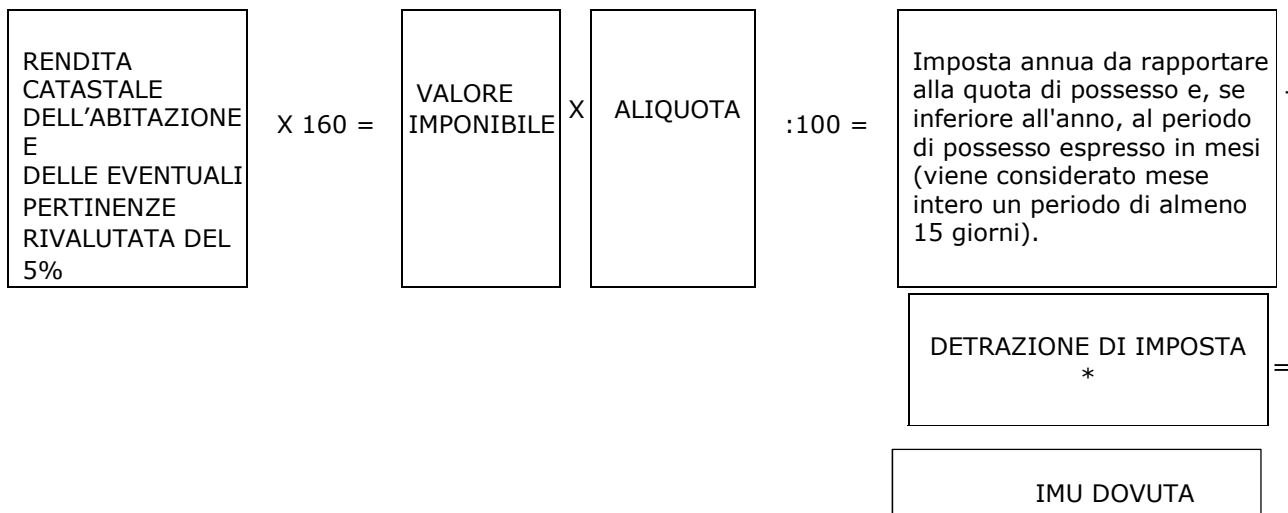 RENDITA
CATASTALE
DELL'ABITAZIONE
E
DELLE EVENTUALI
PERTINENZE
RIVALUTATA DEL
5%
X 160 =
VALORE
IMPONIBILE
X
ALIQUOTA
:100 =
Imposta annua da rapportare
alla quota di possesso e, se
inferiore all'anno, al periodo
di possesso espresso in mesi
(viene considerato mese
intero un periodo di almeno
15 giorni).
-
DETRAZIONE DI IMPOSTA
*
=
IMU DOVUTA